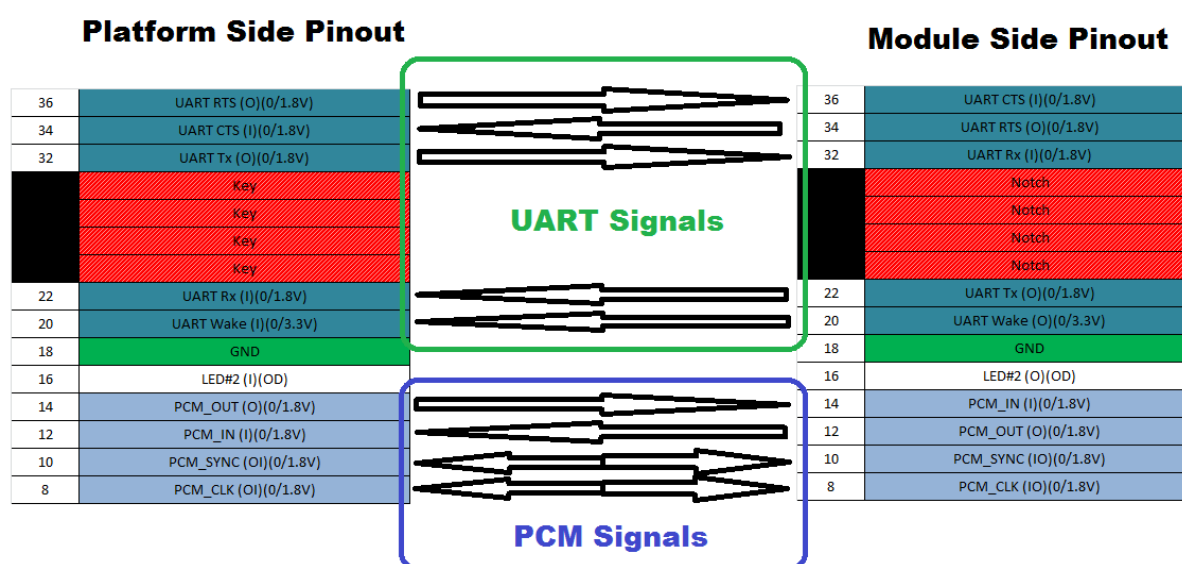 Platform Side Pinout
Module Side Pinout
36 UART RTS (O)(0/1.8V) 36 UART CTS (I)(0/1.8V)
34 UART CTS (I)(0/1.8V) 34 UART RTS (O)(0/1.8V)
32 UART Tx (O)(0/1.8V) 32 UART Rx (I)(0/1.8V)
Key Notch
Key Notch
Key Notch
Key Notch
UART Signals
22 UART Rx (I)(0/1.8V) 22 UART Tx (O)(0/1.8V)
20 UART Wake (I)(0/3.3V) 20 UART Wake (O)(0/3.3V)
18 GND 18 GND
16 LED#2 (I)(OD) 16 LED#2 (O)(OD)
14 PCM_OUT (O)(0/1.8V) 14 PCM_IN (I)(0/1.8V)
12 PCM_IN (I)(0/1.8V) 12 PCM_OUT (O)(0/1.8V)
10 PCM_SYNC (OI)(0/1.8V) 10 PCM_SYNC (IO)(0/1.8V)
8 PCM_CLK (OI)(0/1.8V) 8 PCM_CLK (IO)(0/1.8V)
PCM Signals